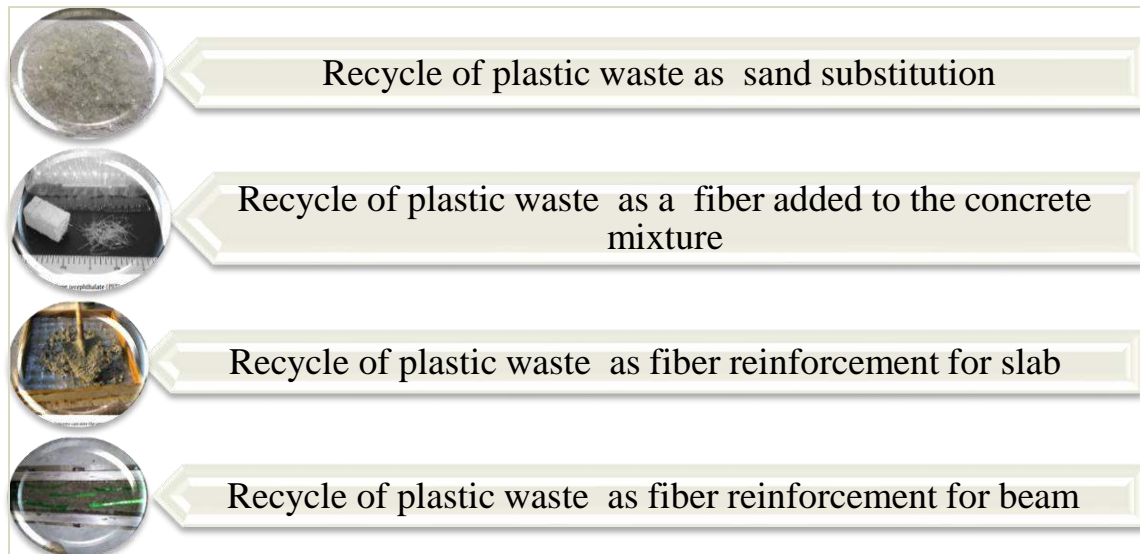 Recycle of plastic waste as  sand substitution
Recycle of plastic waste  as a  fiber added to the concrete
mixture
Recycle of plastic waste  as fiber reinforcement for slab
Recycle of plastic waste  as fiber reinforcement for beam